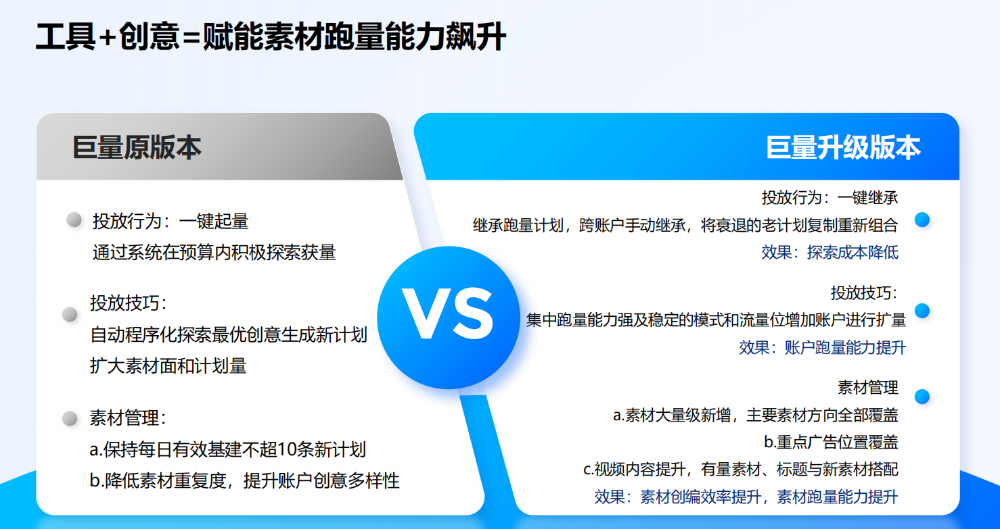 工具+创意=赋能素材跑量能力飙升
巨量原版本
投放行为：一键起量
通过系统在预算内积极探索获量
投放技巧：
自动程序化探索最优创意生成新计划
扩大素材面和计划量
素材管理：
a.保持每日有效基建不超10条新计划
b.降低素材重复度，提升账户创意多样性
VS
巨量升级版本
投放行为：一键继承
继承跑量计划，跨账户手动继承，将衰退的老计划复制重新组合
效果：探索成本降低
投放技巧：
集中跑量能力强及稳定的模式和流量位增加账户进行扩量
效果：账户跑量能力提升
素材管理
a.素材大量级新增，主要素材方向全部覆盖
b.重点广告位置覆盖
c.视频内容提升，有量素材、标题与新素材搭配
效果：素材创编效率提升，素材跑量能力提升